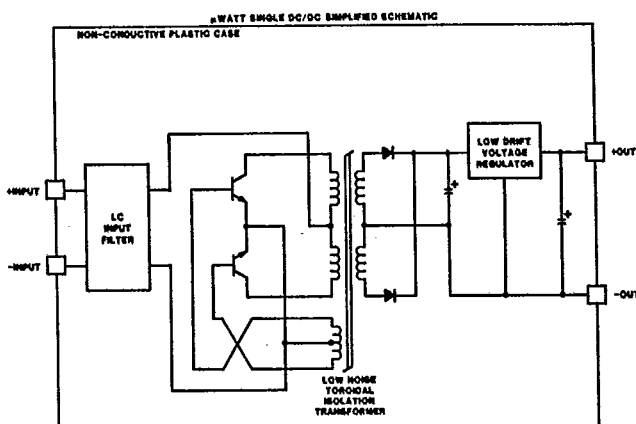 µWATT SINGLE DC/DC SIMPLIFIED SCHEMATIC
NON-CONDUCTIVE PLASTIC CASE
+INPUT
-INPUT
LC
INPUT
FILTER
LOW NOISE
TOROIDAL
ISOLATION
TRANSFORMER
+
LOW DRIFT
VOLTAGE
REGULATOR
+
+OUT
-OUT